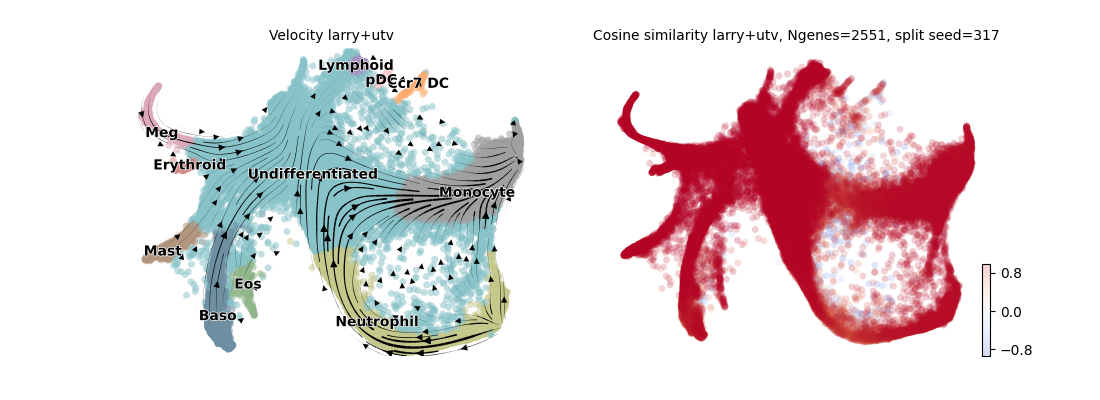 Velocity larry+utv
Cosine similarity larry+utv, Ngenes=2551, split seed=317
Lymphoid
pDC
Ccr7 DC
Meg
Erythroid
Undifferentiated
Monocyte
Mast
Eos
Baso
Neutrophil
0.8
0.0
−0.8